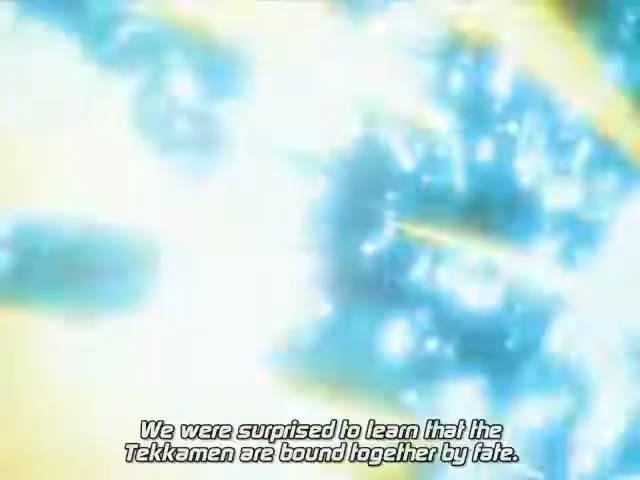 We were surprised to learn that the
Tekkamen are bound together by fate.